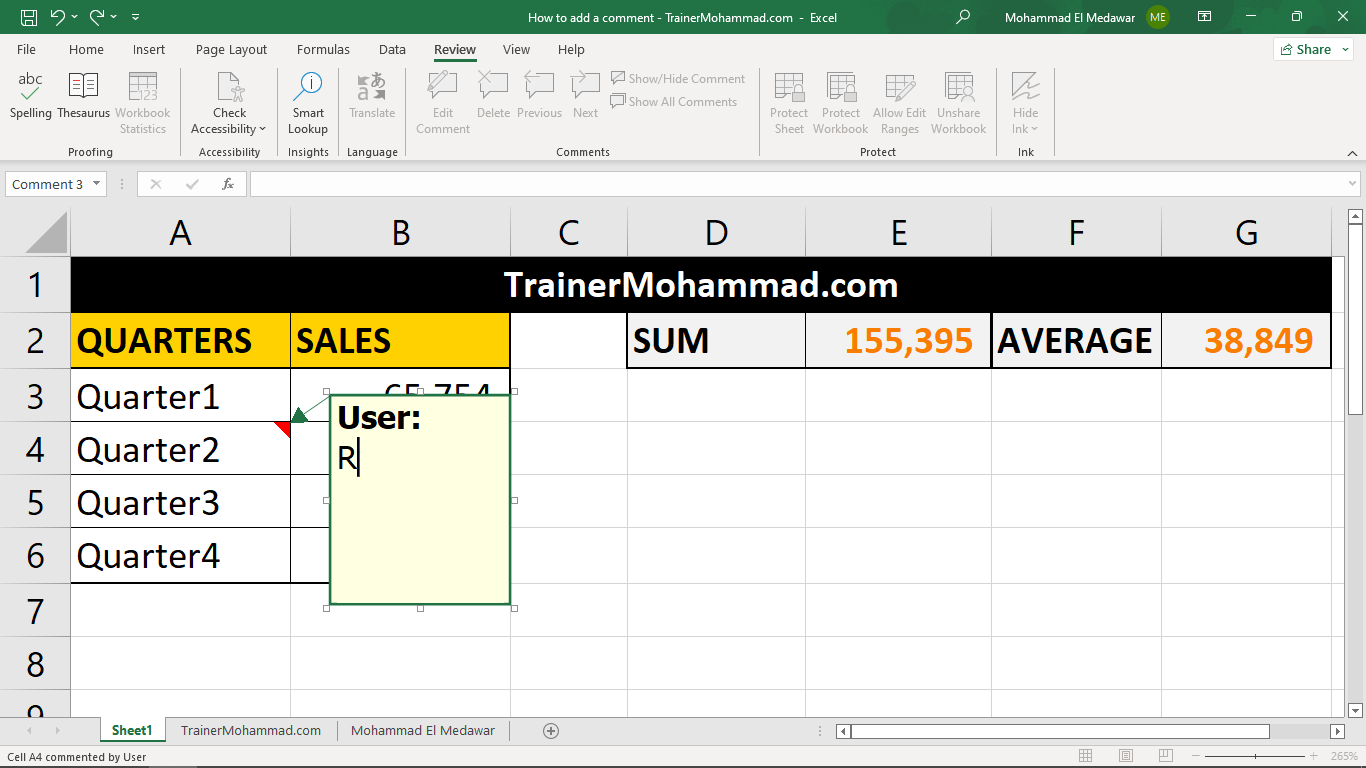 How to add a comment - TrainerMohammad.com - Excel
Mohammad El Medawar
ME
File Home Insert Page Layout Formulas Data Review View Help
Share
abc
Spelling
Thesaurus
Workbook Statistics
Check Accessibility
Smart Lookup
Translate
Edit Comment
Delete
Previous
Next
Show/Hide Comment
Show All Comments
Protect Sheet
Protect Workbook
Allow Edit Ranges
Unshare Workbook
Hide Ink
Proofing Accessibility Insights Language Comments Protect Ink
Comment 3
fx
A B C D E F G
1 TrainerMohammad.com
2 QUARTERS SALES SUM 155,395 AVERAGE 38,849
3 Quarter1
User:
R
4 Quarter2
5 Quarter3
6 Quarter4
7
8
Sheet1 TrainerMohammad.com Mohammad El Medawar
Cell A4 commented by User
265%